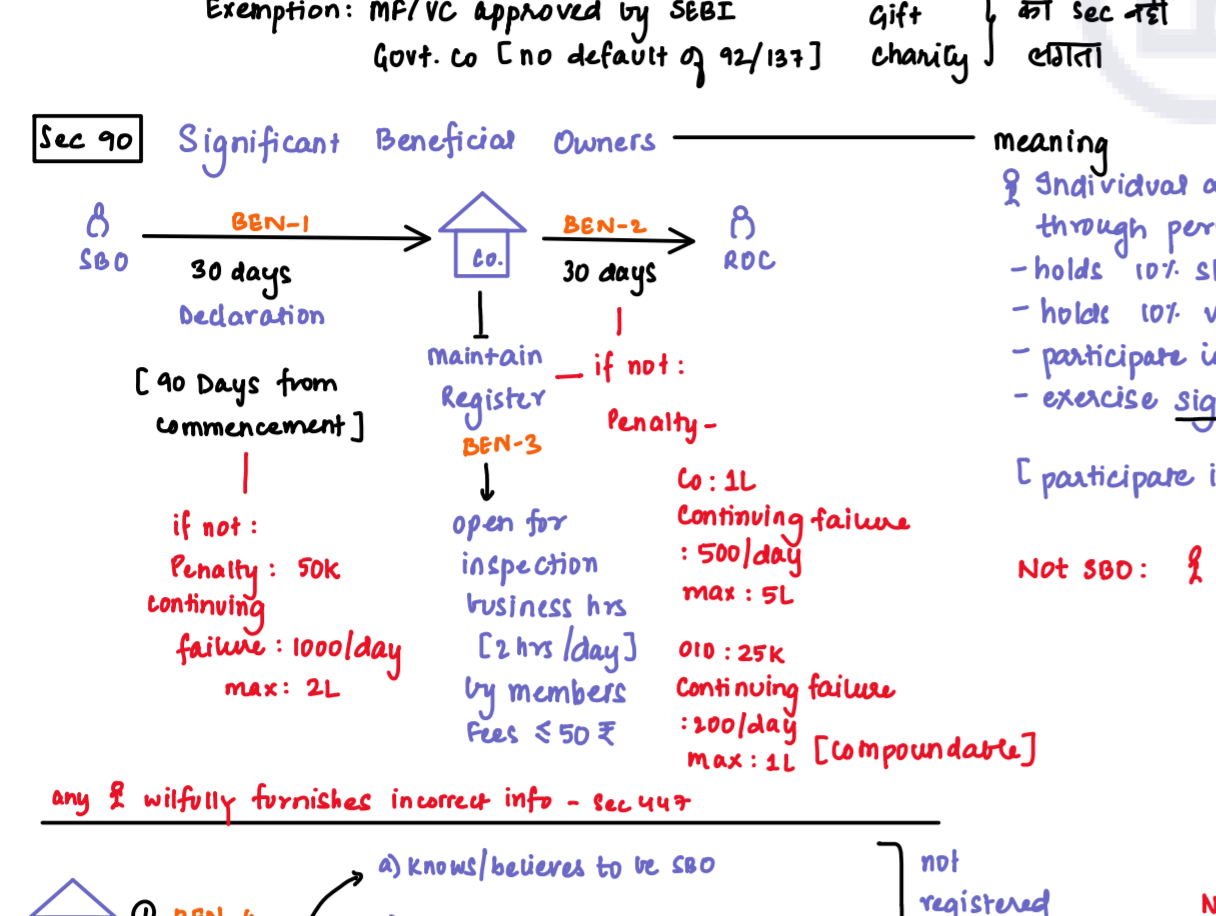 Exemption: MF/VC approved by SEBI
Govt. Co [no default of 92/137]
Gift
charity
का sec नही
लगता
Sec 90 Significant Beneficial Owners
meaning
SBO
BEN-1
30 days
Declaration
[90 Days from
commencement]
if not:
Penalty: 50K
continuing
failure: 1000/day
max: 2L
Co.
maintain
Register
BEN-3
open for
inspection
business hrs
[2 hrs/day]
by members
Fees ≤ 50 ₹
BEN-2
30 days
ROC
if not:
Penalty -
Co: 1L
Continuing failure
: 500/day
max: 5L
OID: 25K
Continuing failure
: 200/day
max: 1L [compoundable]
Individual
through
- holds 10%
- holds 10%
- participate
- exercise
[participate
Not SBO:
any wilfully furnishes incorrect info - Sec 447
a) Knows/believes to be SBO
not
registered